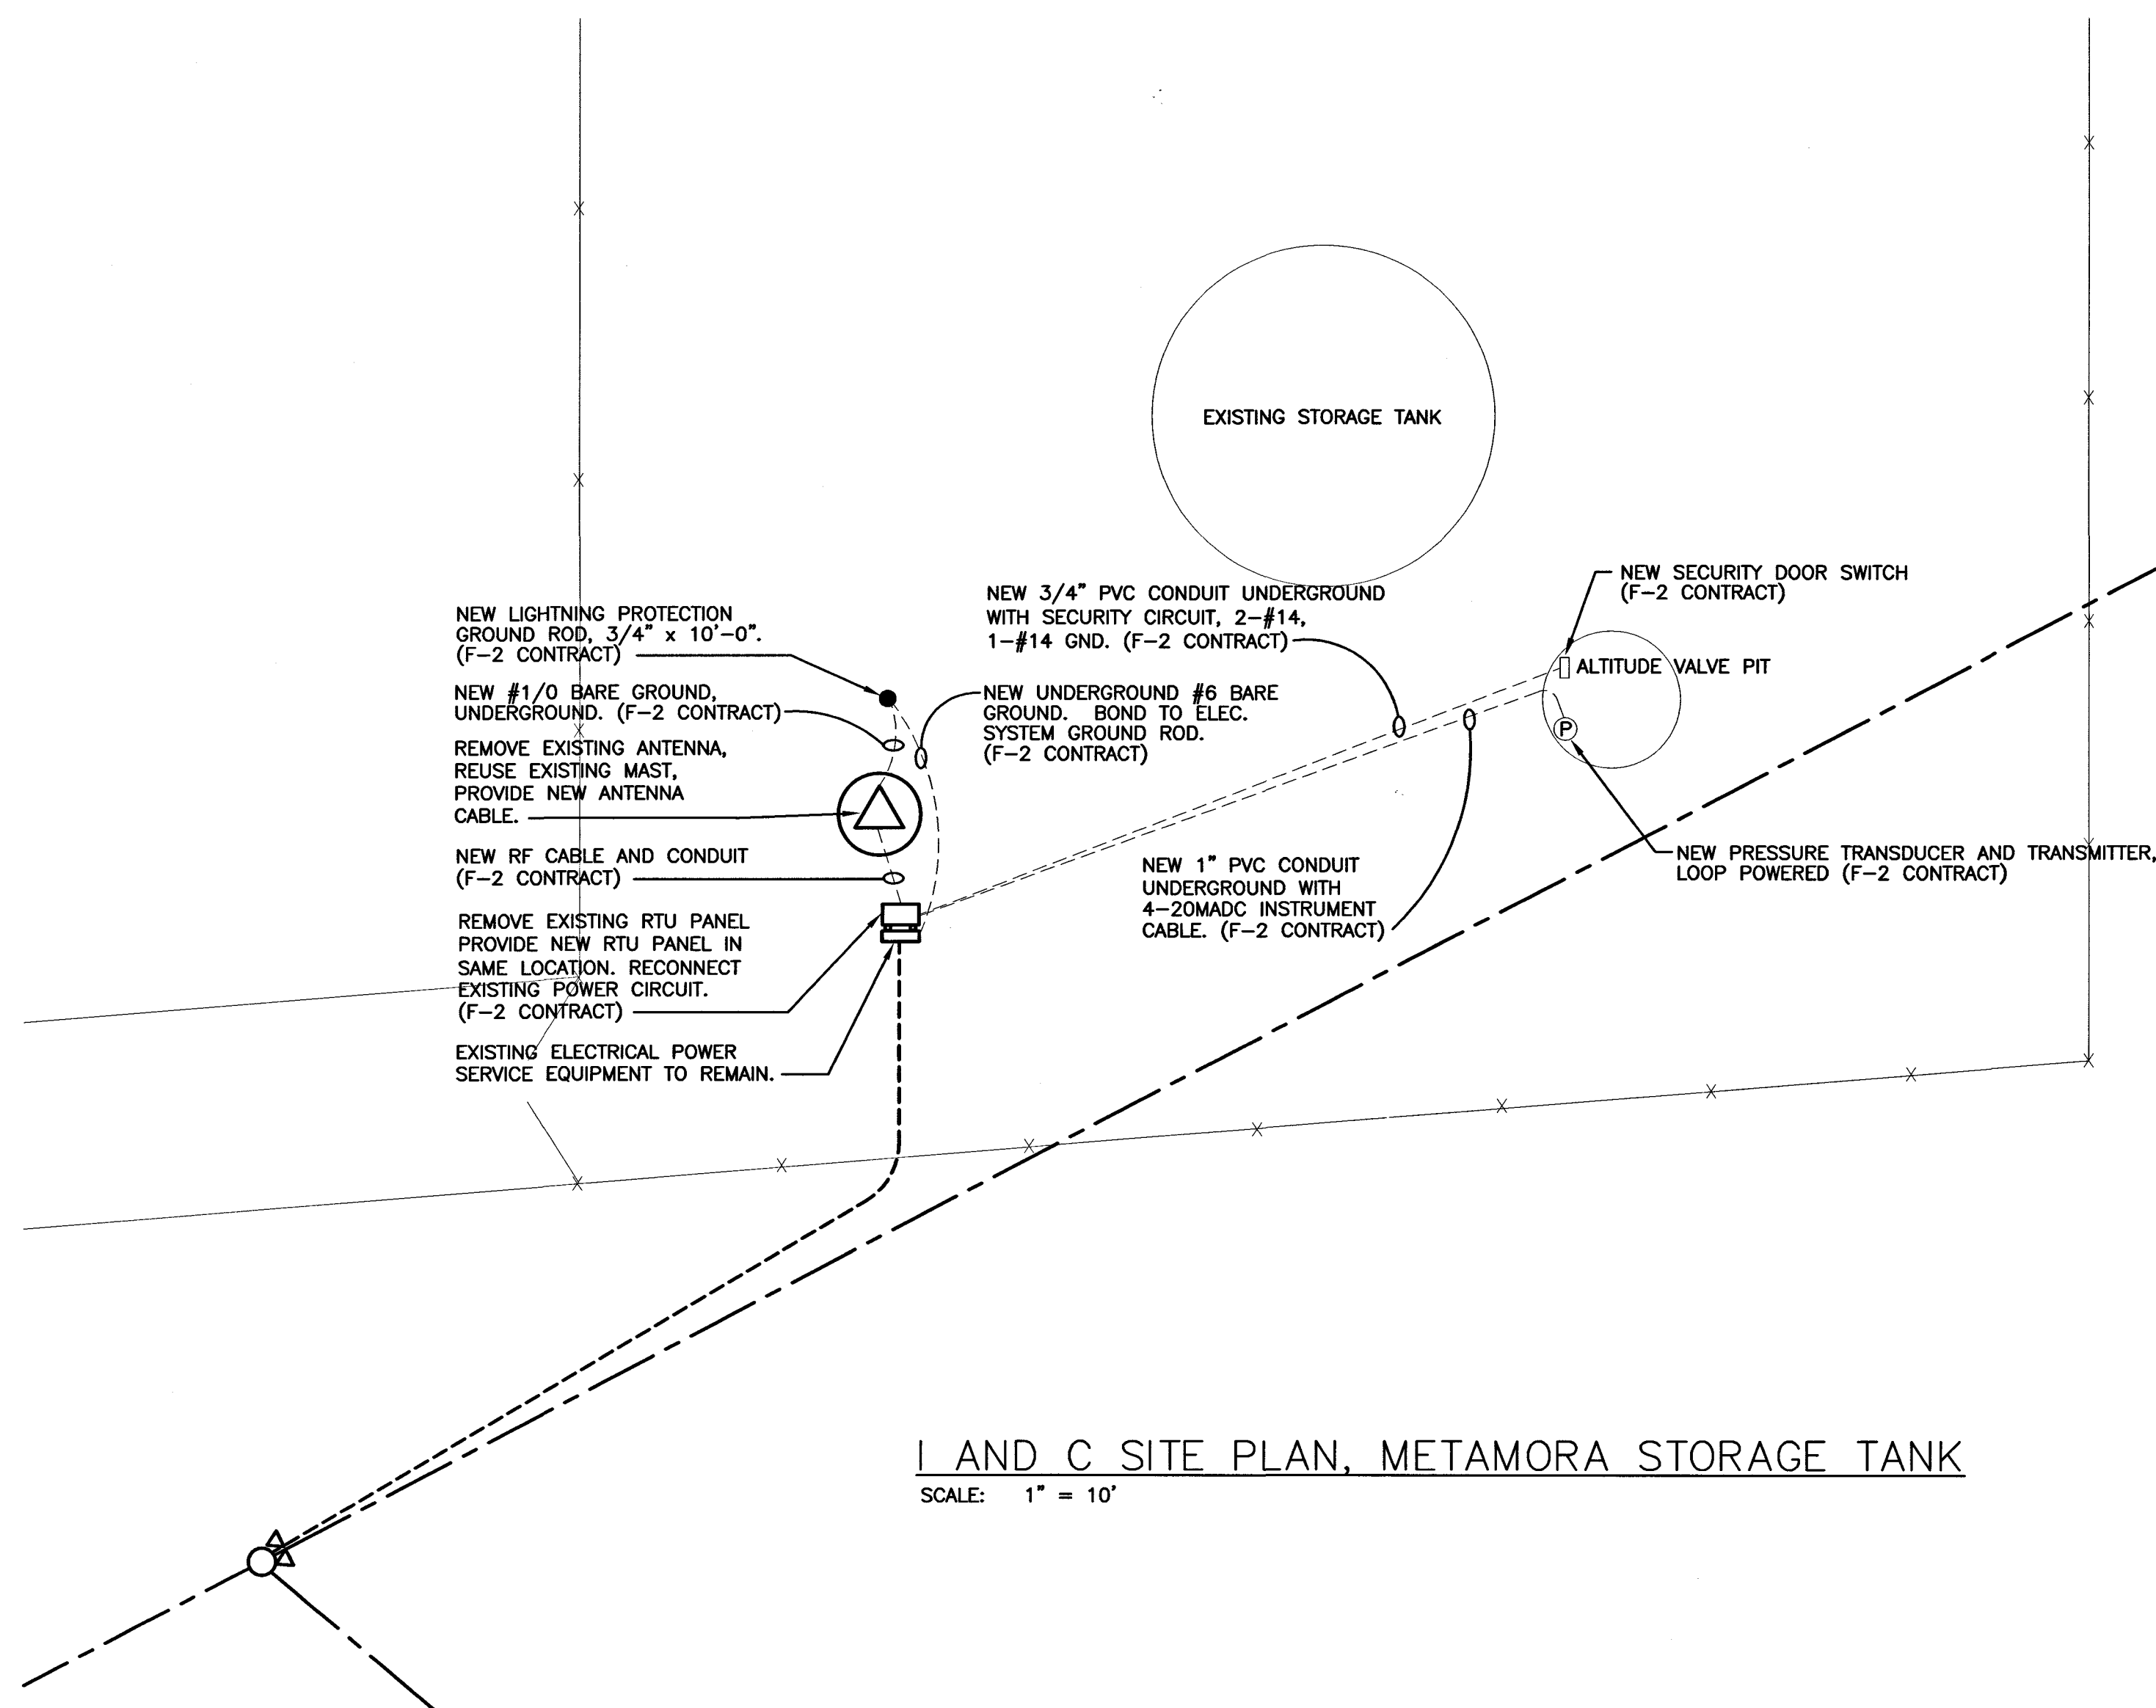 EXISTING STORAGE TANK
NEW LIGHTNING PROTECTION
GROUND ROD, 3/4" x 10'-0".
(F-2 CONTRACT)
NEW #1/0 BARE GROUND,
UNDERGROUND. (F-2 CONTRACT)
REMOVE EXISTING ANTENNA,
REUSE EXISTING MAST,
PROVIDE NEW ANTENNA
CABLE.
NEW RF CABLE AND CONDUIT
(F-2 CONTRACT)
REMOVE EXISTING RTU PANEL
PROVIDE NEW RTU PANEL IN
SAME LOCATION. RECONNECT
EXISTING POWER CIRCUIT.
(F-2 CONTRACT)
EXISTING ELECTRICAL POWER
SERVICE EQUIPMENT TO REMAIN.
NEW 3/4" PVC CONDUIT UNDERGROUND
WITH SECURITY CIRCUIT, 2-#14,
1-#14 GND. (F-2 CONTRACT)
NEW UNDERGROUND #6 BARE
GROUND. BOND TO ELEC.
SYSTEM GROUND ROD.
(F-2 CONTRACT)
NEW 1" PVC CONDUIT
UNDERGROUND WITH
4-20MADC INSTRUMENT
CABLE. (F-2 CONTRACT)
NEW SECURITY DOOR SWITCH
(F-2 CONTRACT)
ALTITUDE VALVE PIT
P
NEW PRESSURE TRANSDUCER AND TRANSMITTER,
LOOP POWERED (F-2 CONTRACT)
I AND C SITE PLAN, METAMORA STORAGE TANK
SCALE: 1" = 10'